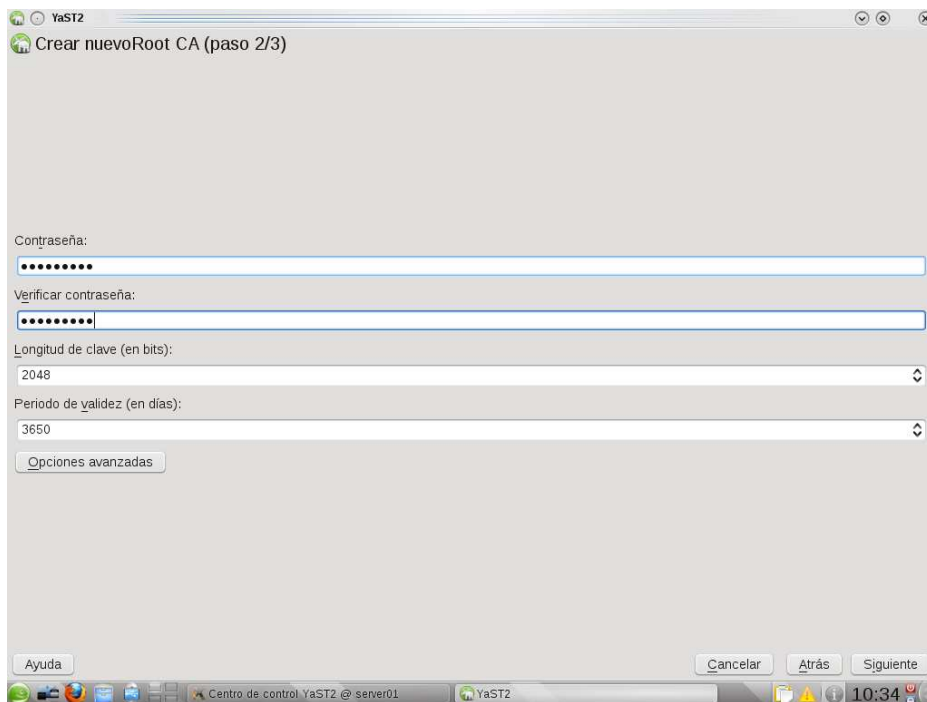 YaST2
Crear nuevoRoot CA (paso 2/3)
Contraseña:
•••••••••
Verificar contraseña:
•••••••••
Longitud de clave (en bits):
2048
Periodo de validez (en días):
3650
Opciones avanzadas
Ayuda
Cancelar
Atrás
Siguiente
Centro de control YaST2 @ server01
YaST2
10:34